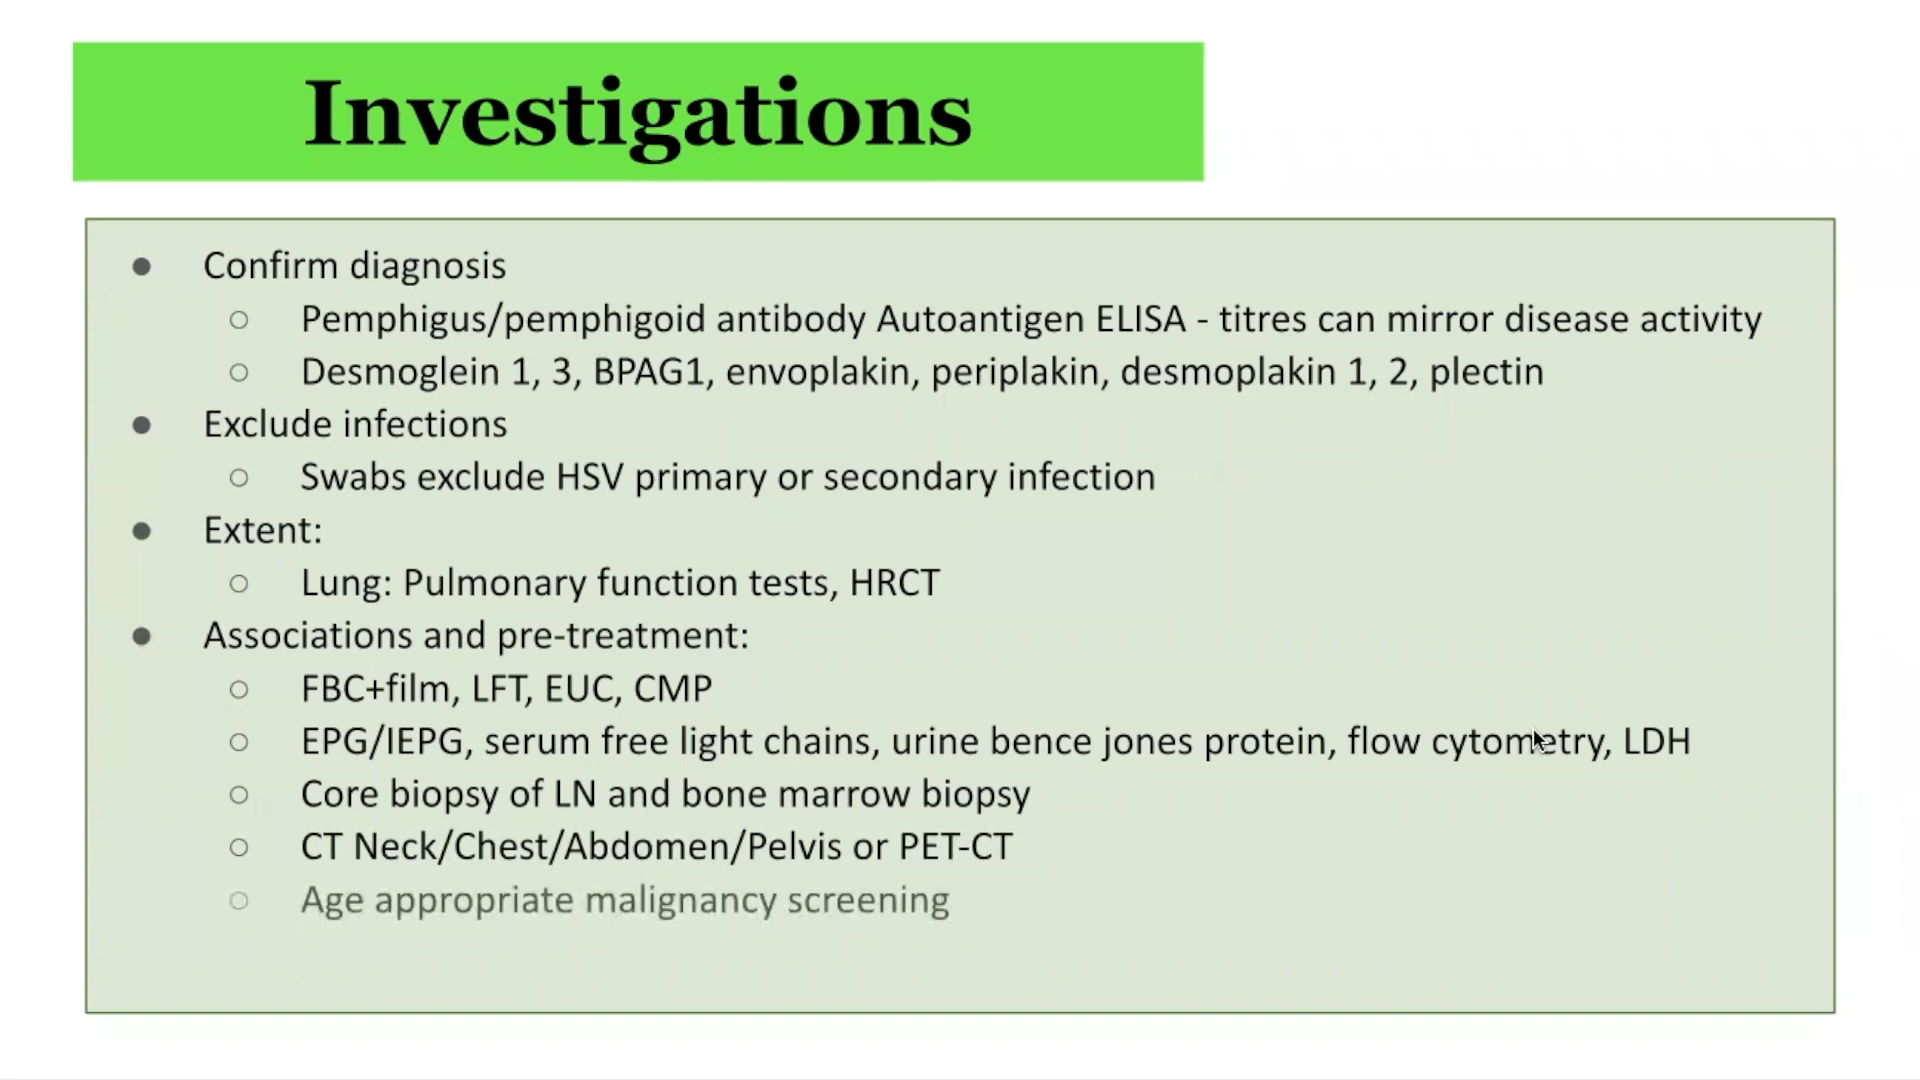 Investigations
● Confirm diagnosis
○ Pemphigus/pemphigoid antibody Autoantigen ELISA - titres can mirror disease activity
○ Desmoglein 1, 3, BPAG1, envoplakin, periplakin, desmoplakin 1, 2, plectin
● Exclude infections
○ Swabs exclude HSV primary or secondary infection
● Extent:
○ Lung: Pulmonary function tests, HRCT
● Associations and pre-treatment:
○ FBC+film, LFT, EUC, CMP
○ EPG/IEPG, serum free light chains, urine bence jones protein, flow cytometry, LDH
○ Core biopsy of LN and bone marrow biopsy
○ CT Neck/Chest/Abdomen/Pelvis or PET-CT
○ Age appropriate malignancy screening